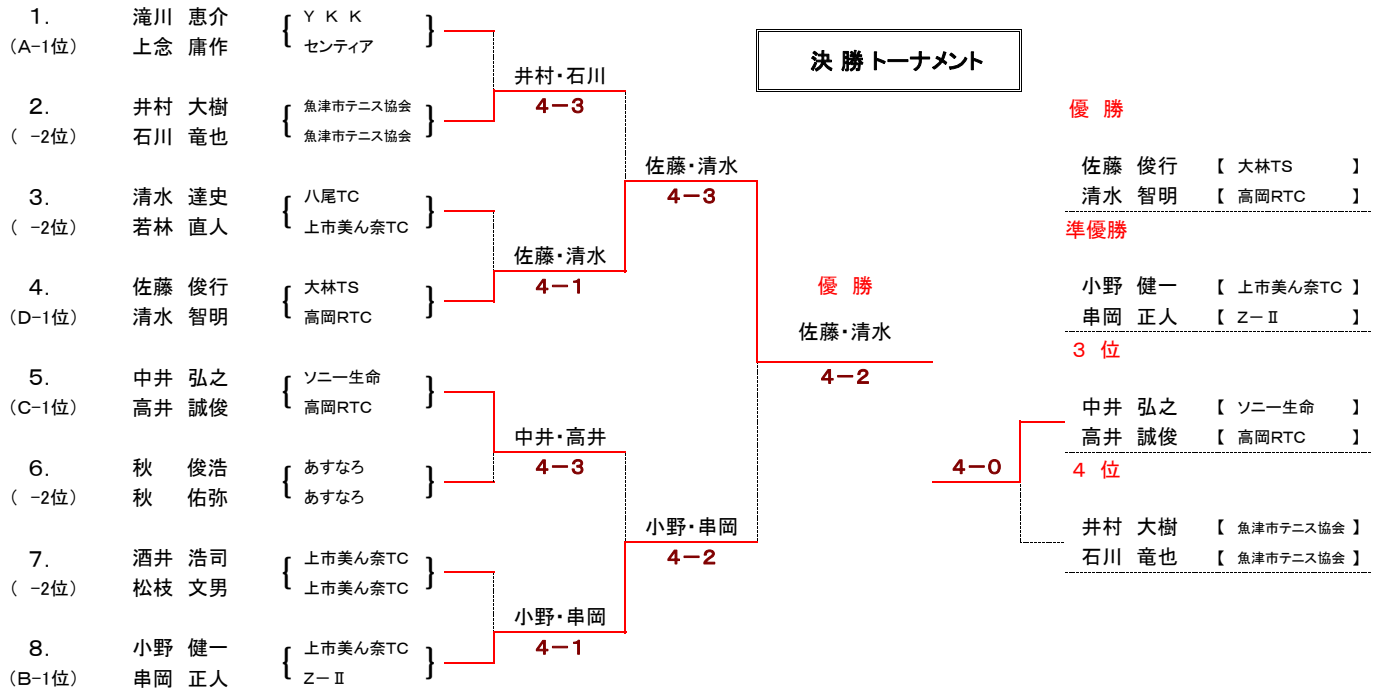 決 勝 トーナメント
1. 滝川 恵介 { Y K K }
(A-1位) 上念 庸作 { センティア }
井村・石川
4-3
2. 井村 大樹 { 魚津市テニス協会 }
( -2位) 石川 竜也 { 魚津市テニス協会 }
佐藤・清水
4-3
3. 清水 達史 { 八尾TC }
( -2位) 若林 直人 { 上市美ん奈TC }
佐藤・清水
4-1
4. 佐藤 俊行 { 大林TS }
(D-1位) 清水 智明 { 高岡RTC }
優 勝
佐藤・清水
4-2
5. 中井 弘之 { ソニー生命 }
(C-1位) 高井 誠俊 { 高岡RTC }
中井・高井
4-3
6. 秋 俊浩 { あすなろ }
( -2位) 秋 佑弥 { あすなろ }
小野・串岡
4-2
7. 酒井 浩司 { 上市美ん奈TC }
( -2位) 松枝 文男 { 上市美ん奈TC }
小野・串岡
4-1
8. 小野 健一 { 上市美ん奈TC }
(B-1位) 串岡 正人 { Z-Ⅱ }
4-0
優 勝
佐藤 俊行 【 大林TS 】
清水 智明 【 高岡RTC 】
準優勝
小野 健一 【 上市美ん奈TC 】
串岡 正人 【 Z-Ⅱ 】
3 位
中井 弘之 【 ソニー生命 】
高井 誠俊 【 高岡RTC 】
4 位
井村 大樹 【 魚津市テニス協会 】
石川 竜也 【 魚津市テニス協会 】